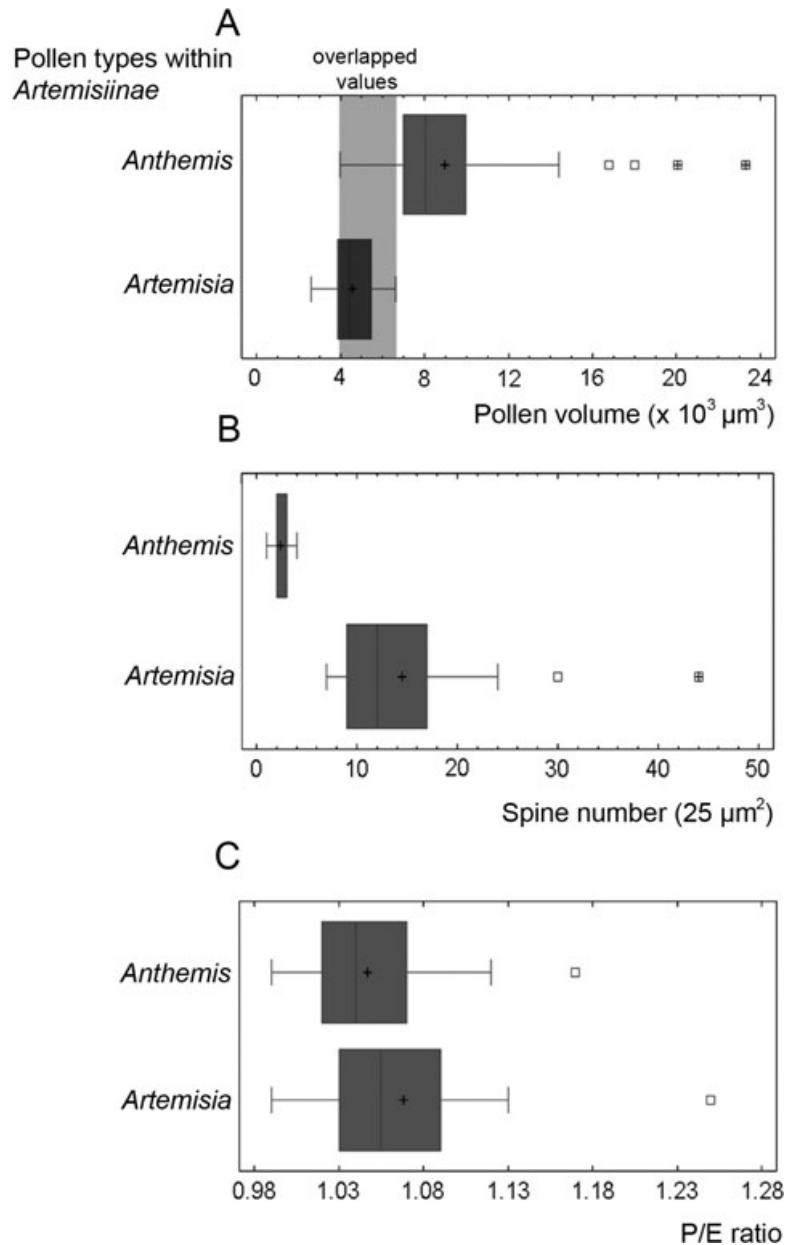 A
Pollen types within
Artemisiinae
overlapped
values
Anthemis
Artemisia
0 4 8 12 16 20 24
Pollen volume (x 10³ µm³)
B
Anthemis
Artemisia
0 10 20 30 40 50
Spine number (25 µm²)
C
Anthemis
Artemisia
0.98 1.03 1.08 1.13 1.18 1.23 1.28
P/E ratio